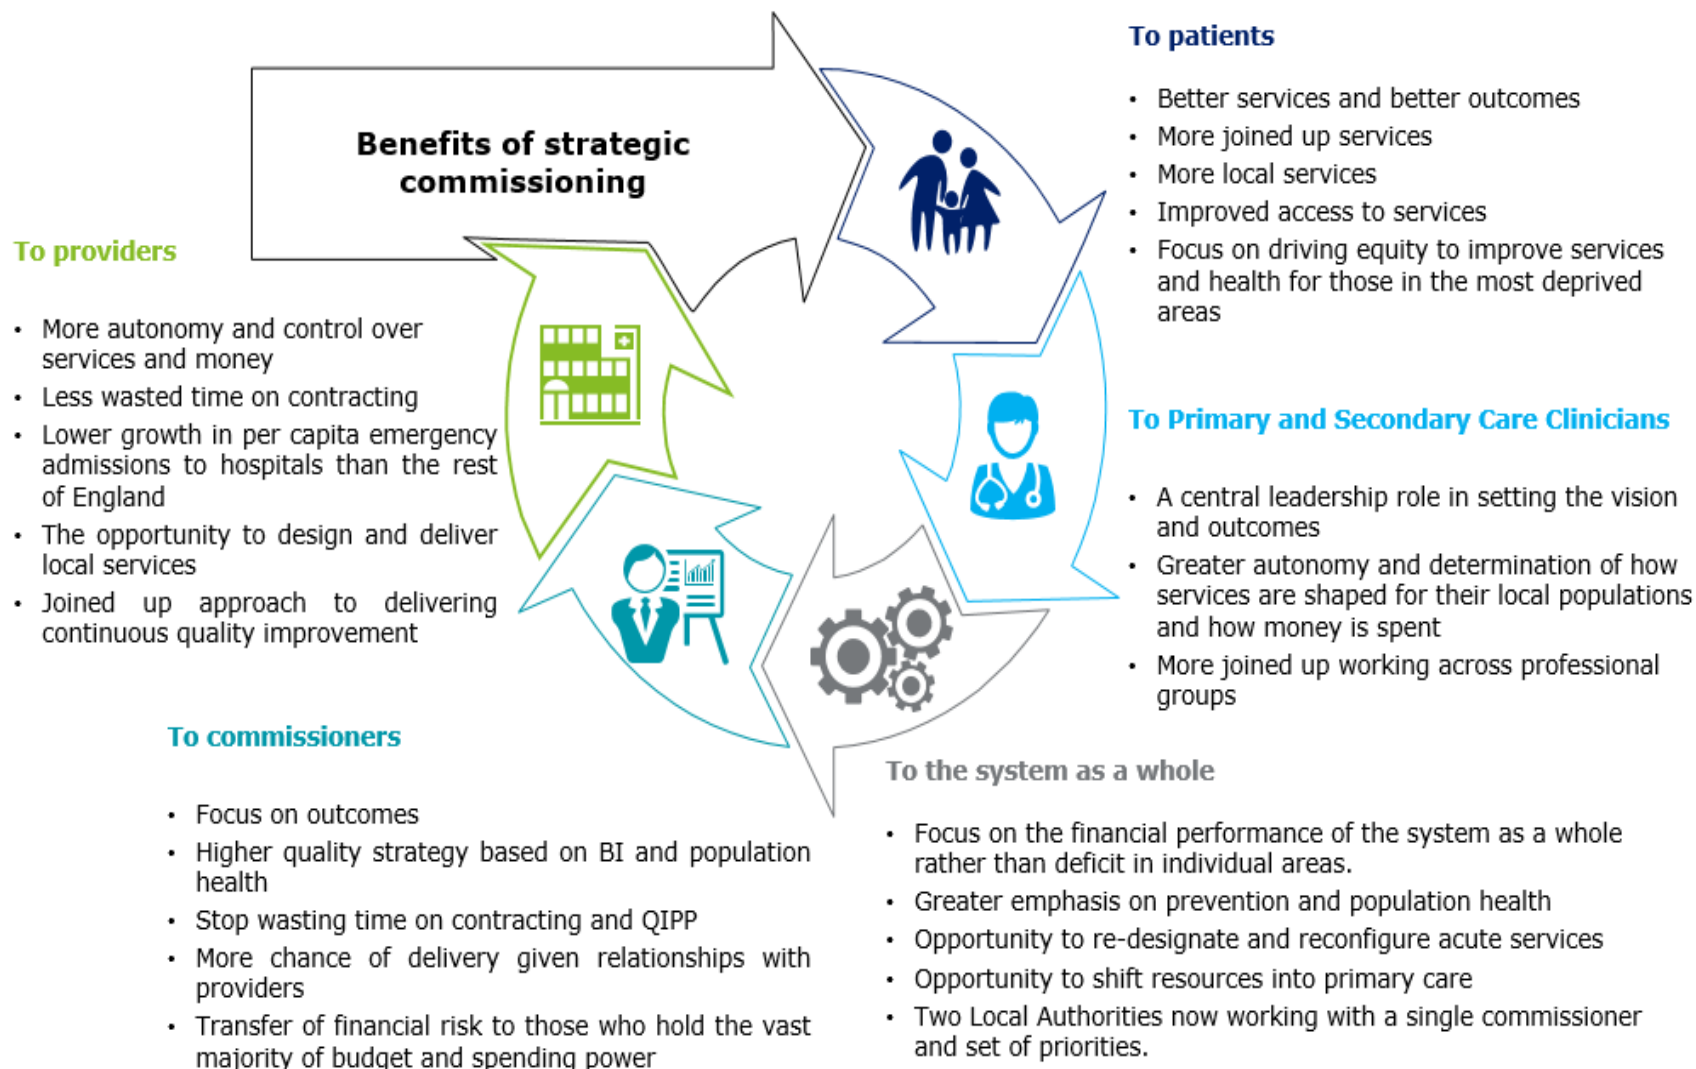 Benefits of strategic
commissioning
To patients
• Better services and better outcomes
• More joined up services
• More local services
• Improved access to services
• Focus on driving equity to improve services
and health for those in the most deprived
areas
To Primary and Secondary Care Clinicians
• A central leadership role in setting the vision
and outcomes
• Greater autonomy and determination of how
services are shaped for their local populations
and how money is spent
• More joined up working across professional
groups
To the system as a whole
• Focus on the financial performance of the system as a whole
rather than deficit in individual areas.
• Greater emphasis on prevention and population health
• Opportunity to re-designate and reconfigure acute services
• Opportunity to shift resources into primary care
• Two Local Authorities now working with a single commissioner
and set of priorities.
To commissioners
• Focus on outcomes
• Higher quality strategy based on BI and population
health
• Stop wasting time on contracting and QIPP
• More chance of delivery given relationships with
providers
• Transfer of financial risk to those who hold the vast
majority of budget and spending power
To providers
• More autonomy and control over
services and money
• Less wasted time on contracting
• Lower growth in per capita emergency
admissions to hospitals than the rest
of England
• The opportunity to design and deliver
local services
• Joined up approach to delivering
continuous quality improvement